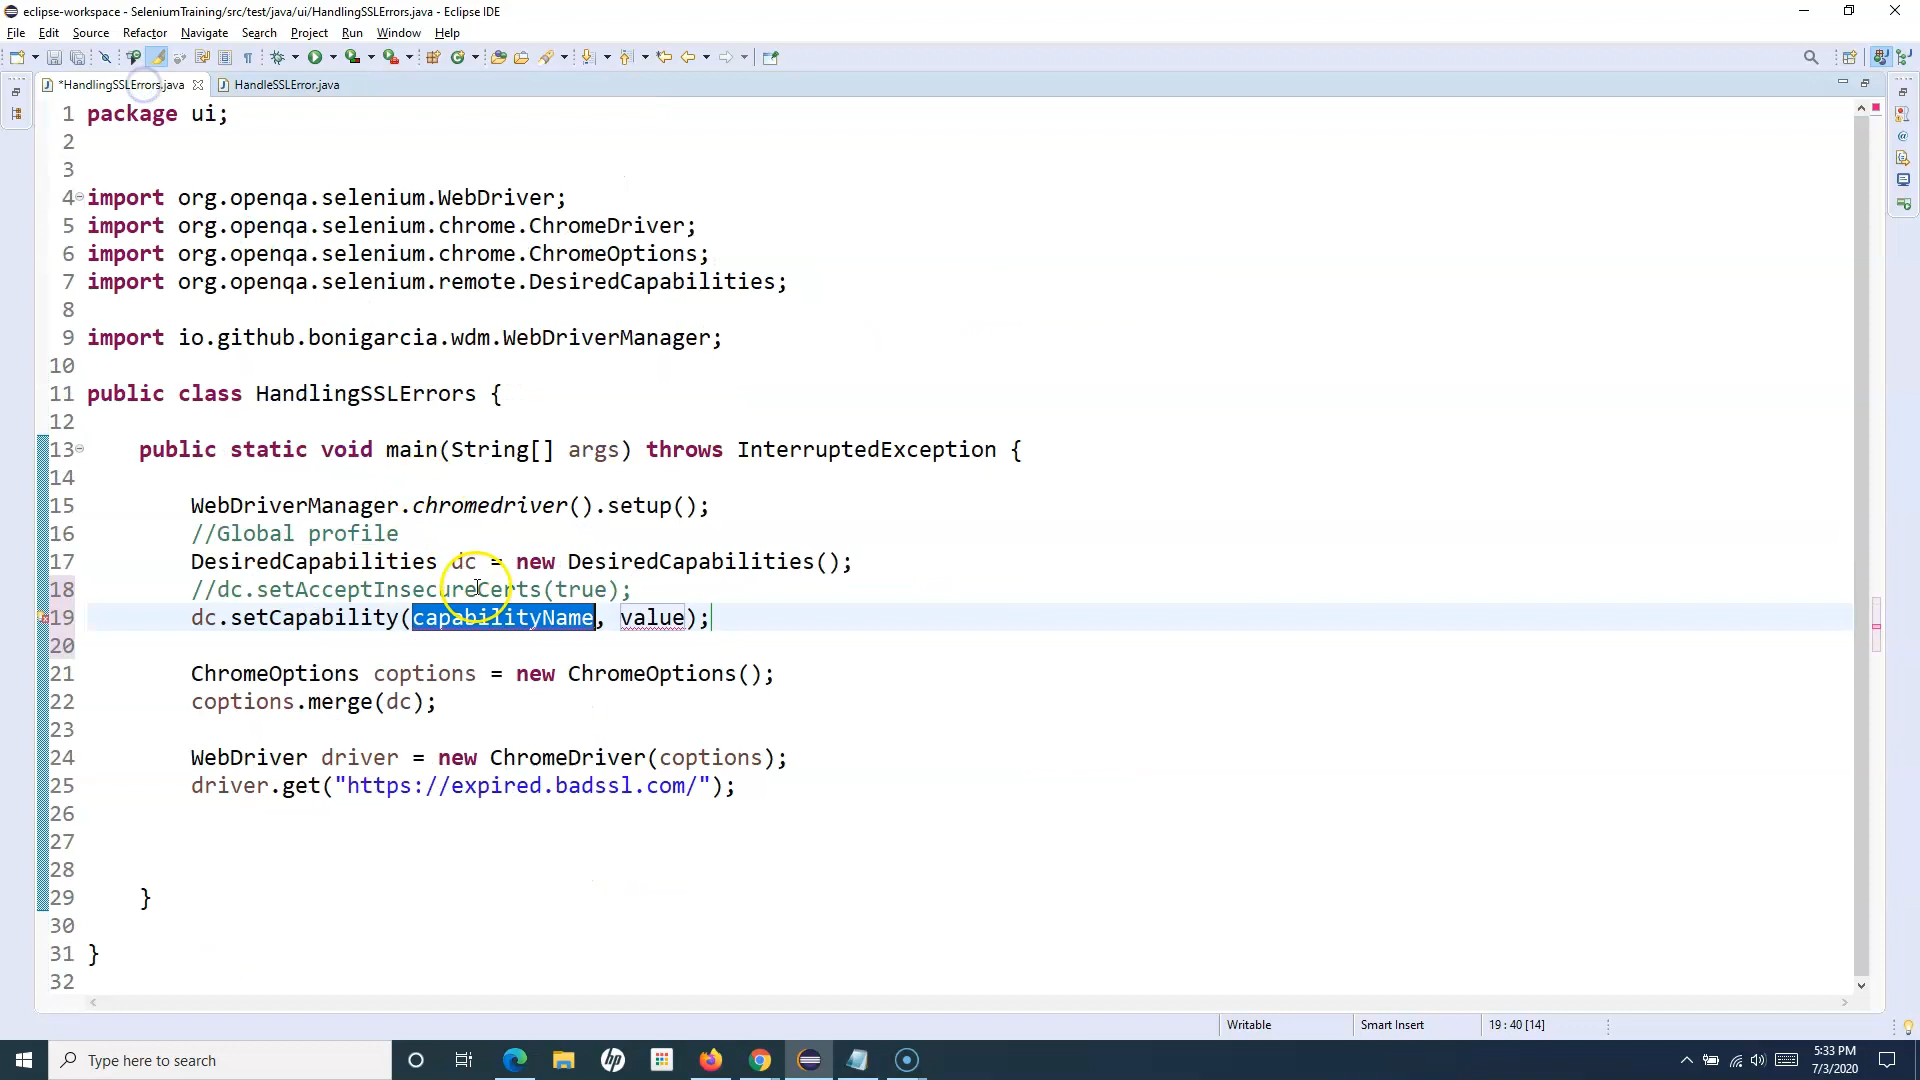 eclipse-workspace - SeleniumTraining/src/test/java/ui/HandlingSSLErrors.java - Eclipse IDE
File Edit Source Refactor Navigate Search Project Run Window Help
*HandlingSSLErrors.java HandleSSLError.java
1 package ui;
2
3
4 import org.openqa.selenium.WebDriver;
5 import org.openqa.selenium.chrome.ChromeDriver;
6 import org.openqa.selenium.chrome.ChromeOptions;
7 import org.openqa.selenium.remote.DesiredCapabilities;
8
9 import io.github.bonigarcia.wdm.WebDriverManager;
10
11 public class HandlingSSLErrors {
12
13 public static void main(String[] args) throws InterruptedException {
14
15 WebDriverManager.chromedriver().setup();
16 //Global profile
17 DesiredCapabilities dc = new DesiredCapabilities();
18 //dc.setAcceptInsecureCerts(true);
19 dc.setCapability(capabilityName, value);
20
21 ChromeOptions coptions = new ChromeOptions();
22 coptions.merge(dc);
23
24 WebDriver driver = new ChromeDriver(coptions);
25 driver.get("https://expired.badssl.com/");
26
27
28
29 }
30
31 }
32
Writable Smart Insert 19 : 40 [14]
Type here to search
hp
5:33 PM
7/3/2020